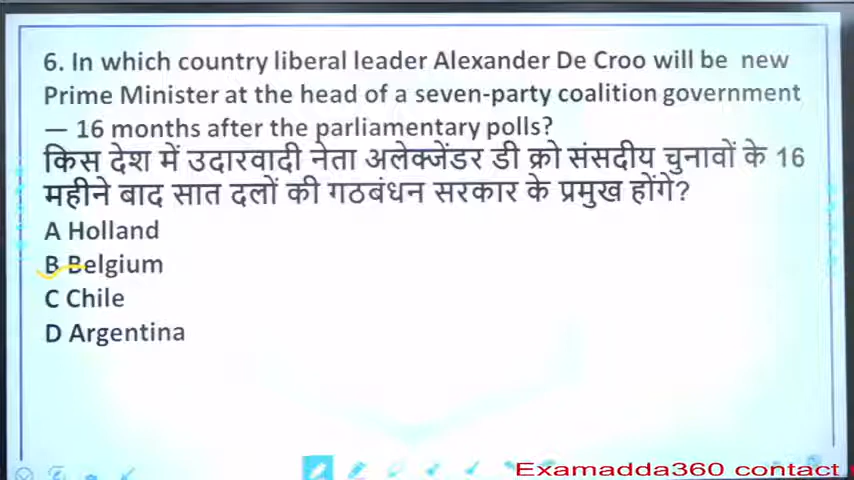 6. In which country liberal leader Alexander De Croo will be new
Prime Minister at the head of a seven-party coalition government
— 16 months after the parliamentary polls?
किस देश में उदारवादी नेता अलेक्जेंडर डी क्रो संसदीय चुनावों के 16
महीने बाद सात दलों की गठबंधन सरकार के प्रमुख होंगे?
A Holland
B Belgium
C Chile
D Argentina
Examadda360 contact